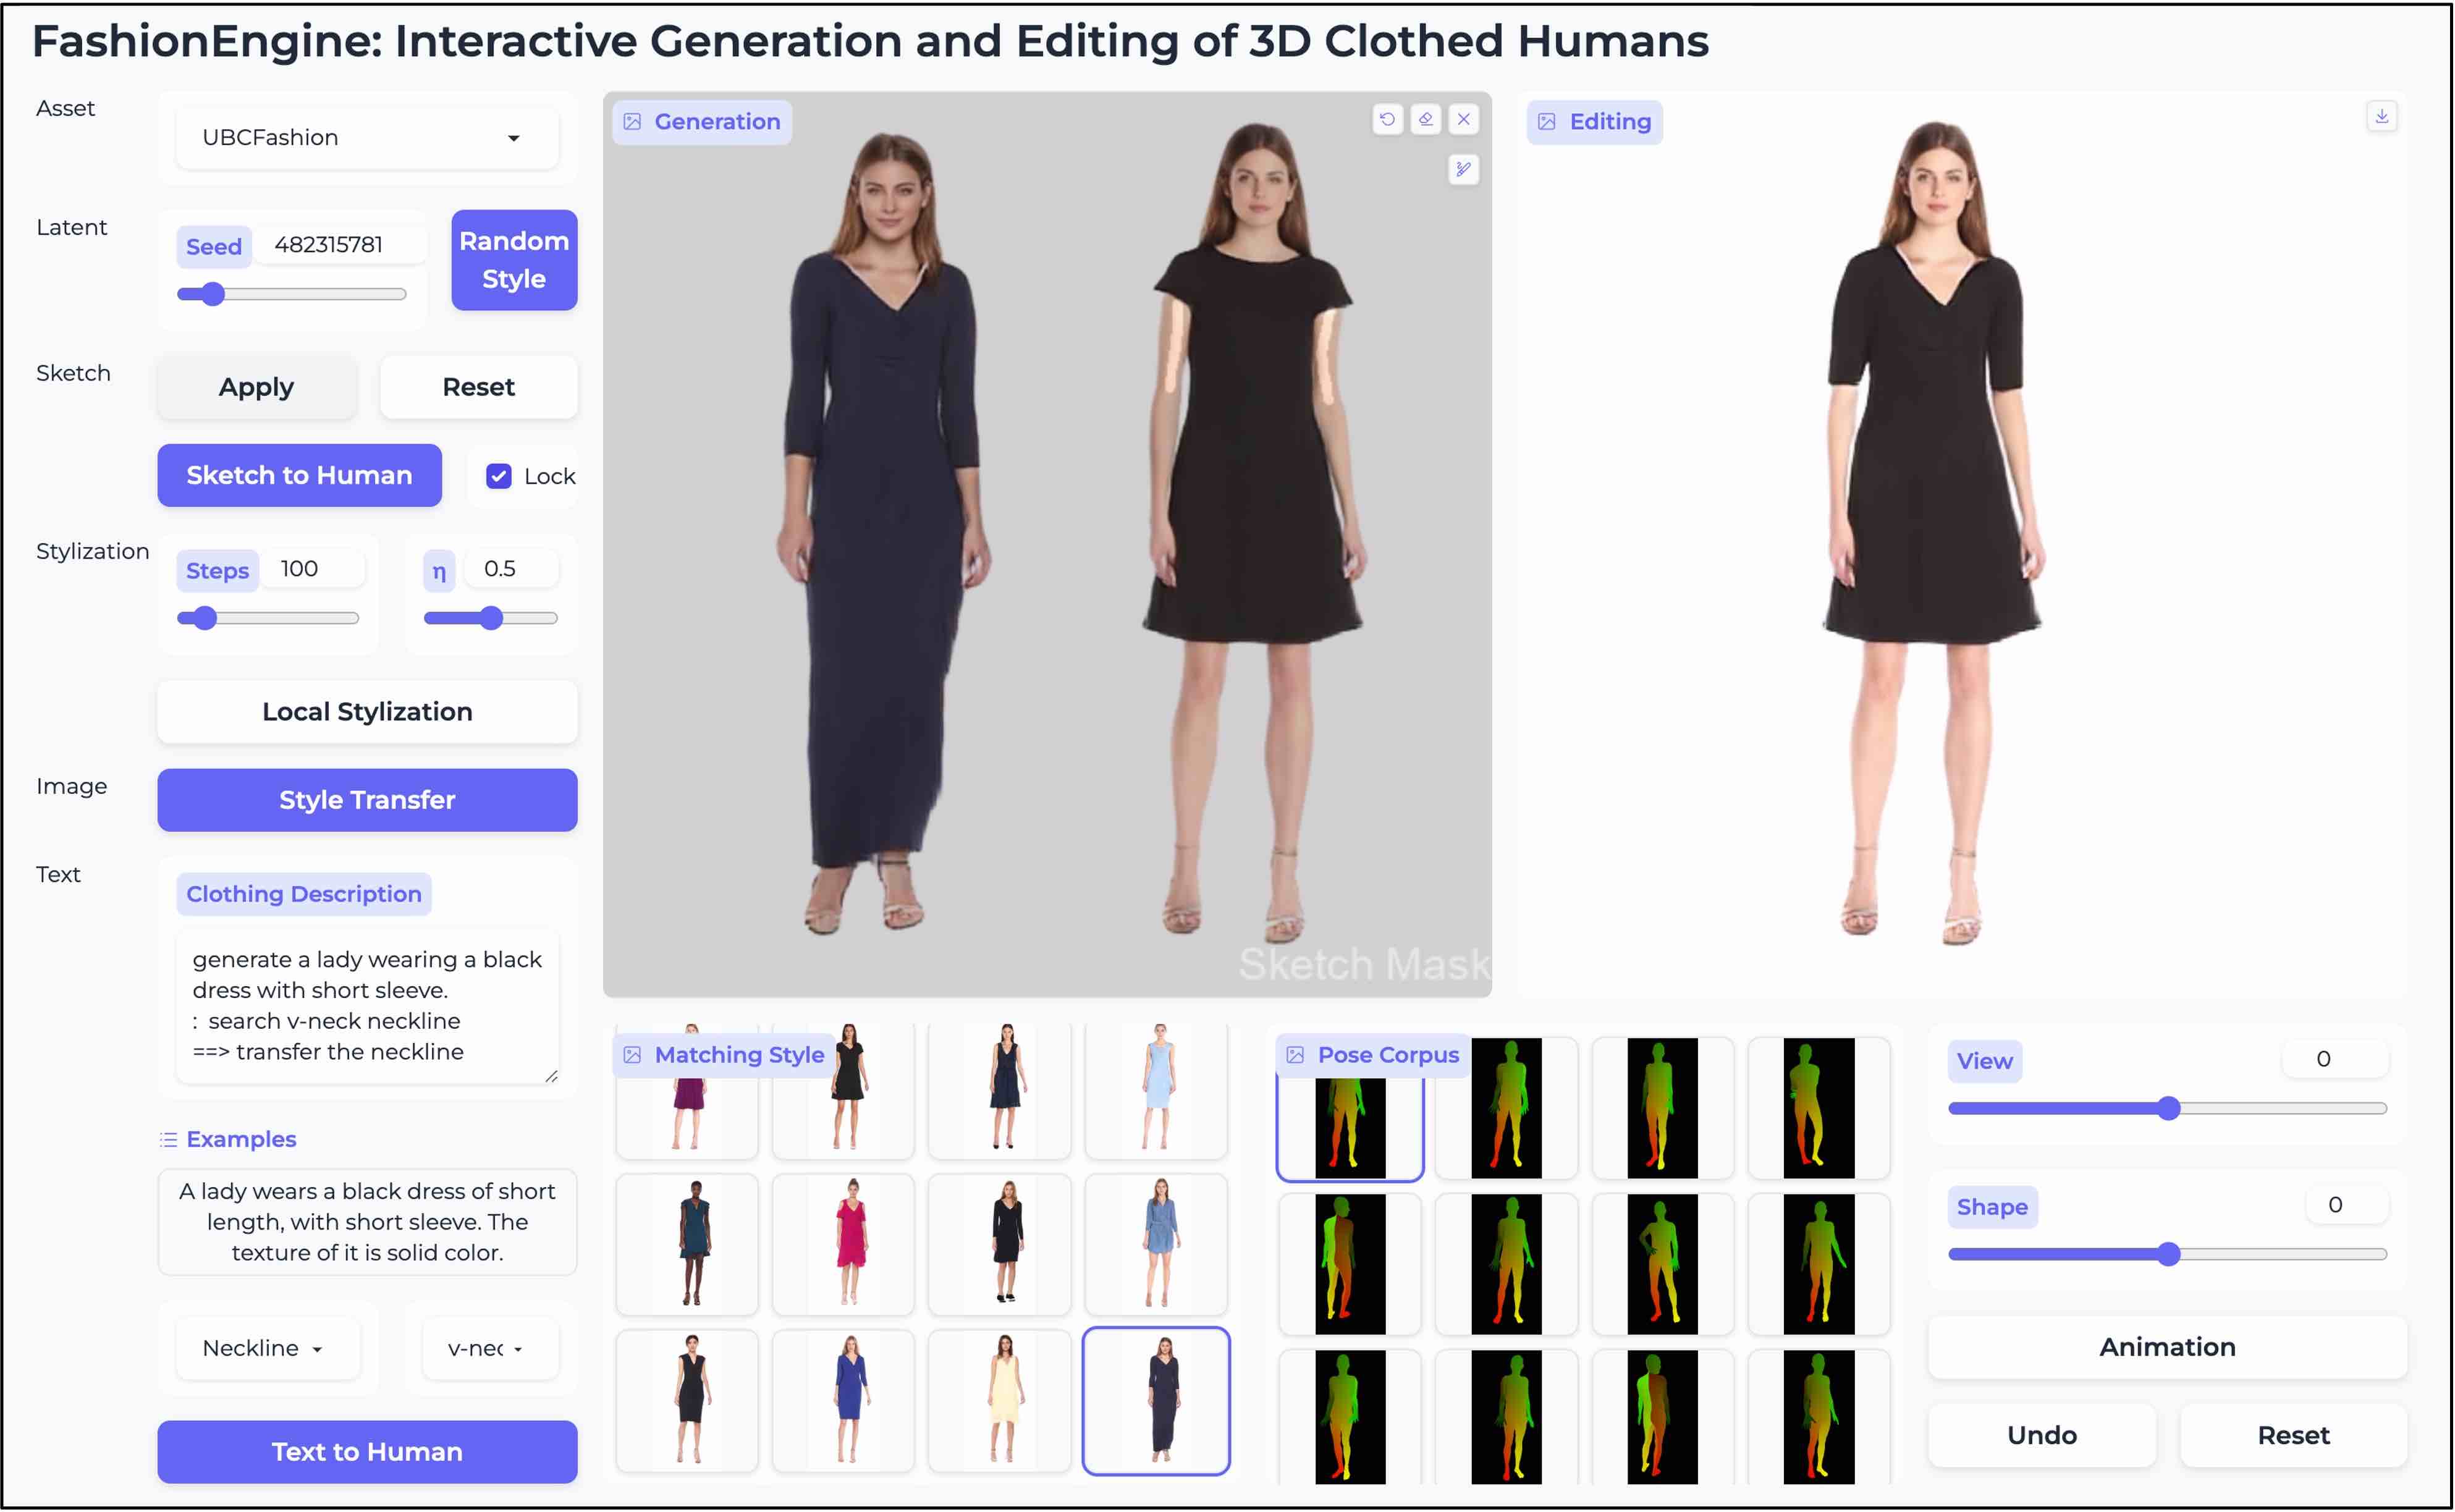 FashionEngine: Interactive Generation and Editing of 3D Clothed Humans
Asset
UBCFashion
Latent
Seed
482315781
Random
Style
Sketch
Apply
Reset
Sketch to Human
Lock
Stylization
Steps
100
η
0.5
Local Stylization
Image
Style Transfer
Text
Clothing Description
generate a lady wearing a black
dress with short sleeve.
: search v-neck neckline
==> transfer the neckline
Examples
A lady wears a black dress of short
length, with short sleeve. The
texture of it is solid color.
Neckline
v-nec
Text to Human
Generation
Sketch Mask
Editing
Matching Style
Pose Corpus
View
0
Shape
0
Animation
Undo
Reset